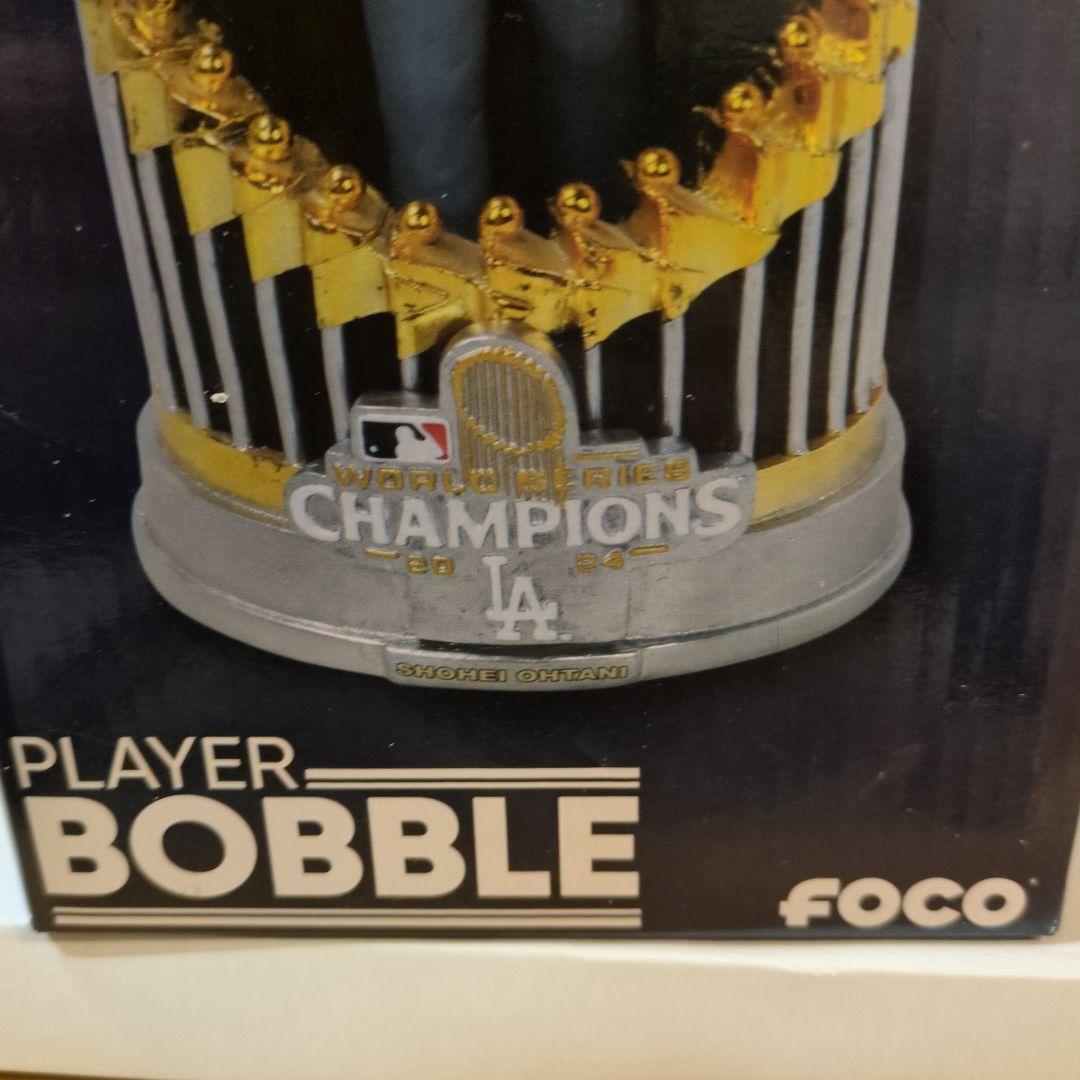 WORLD SERIES
CHAMPIONS
20 24
LA
SHOHEI OHTANI
PLAYER
BOBBLE
FOCO